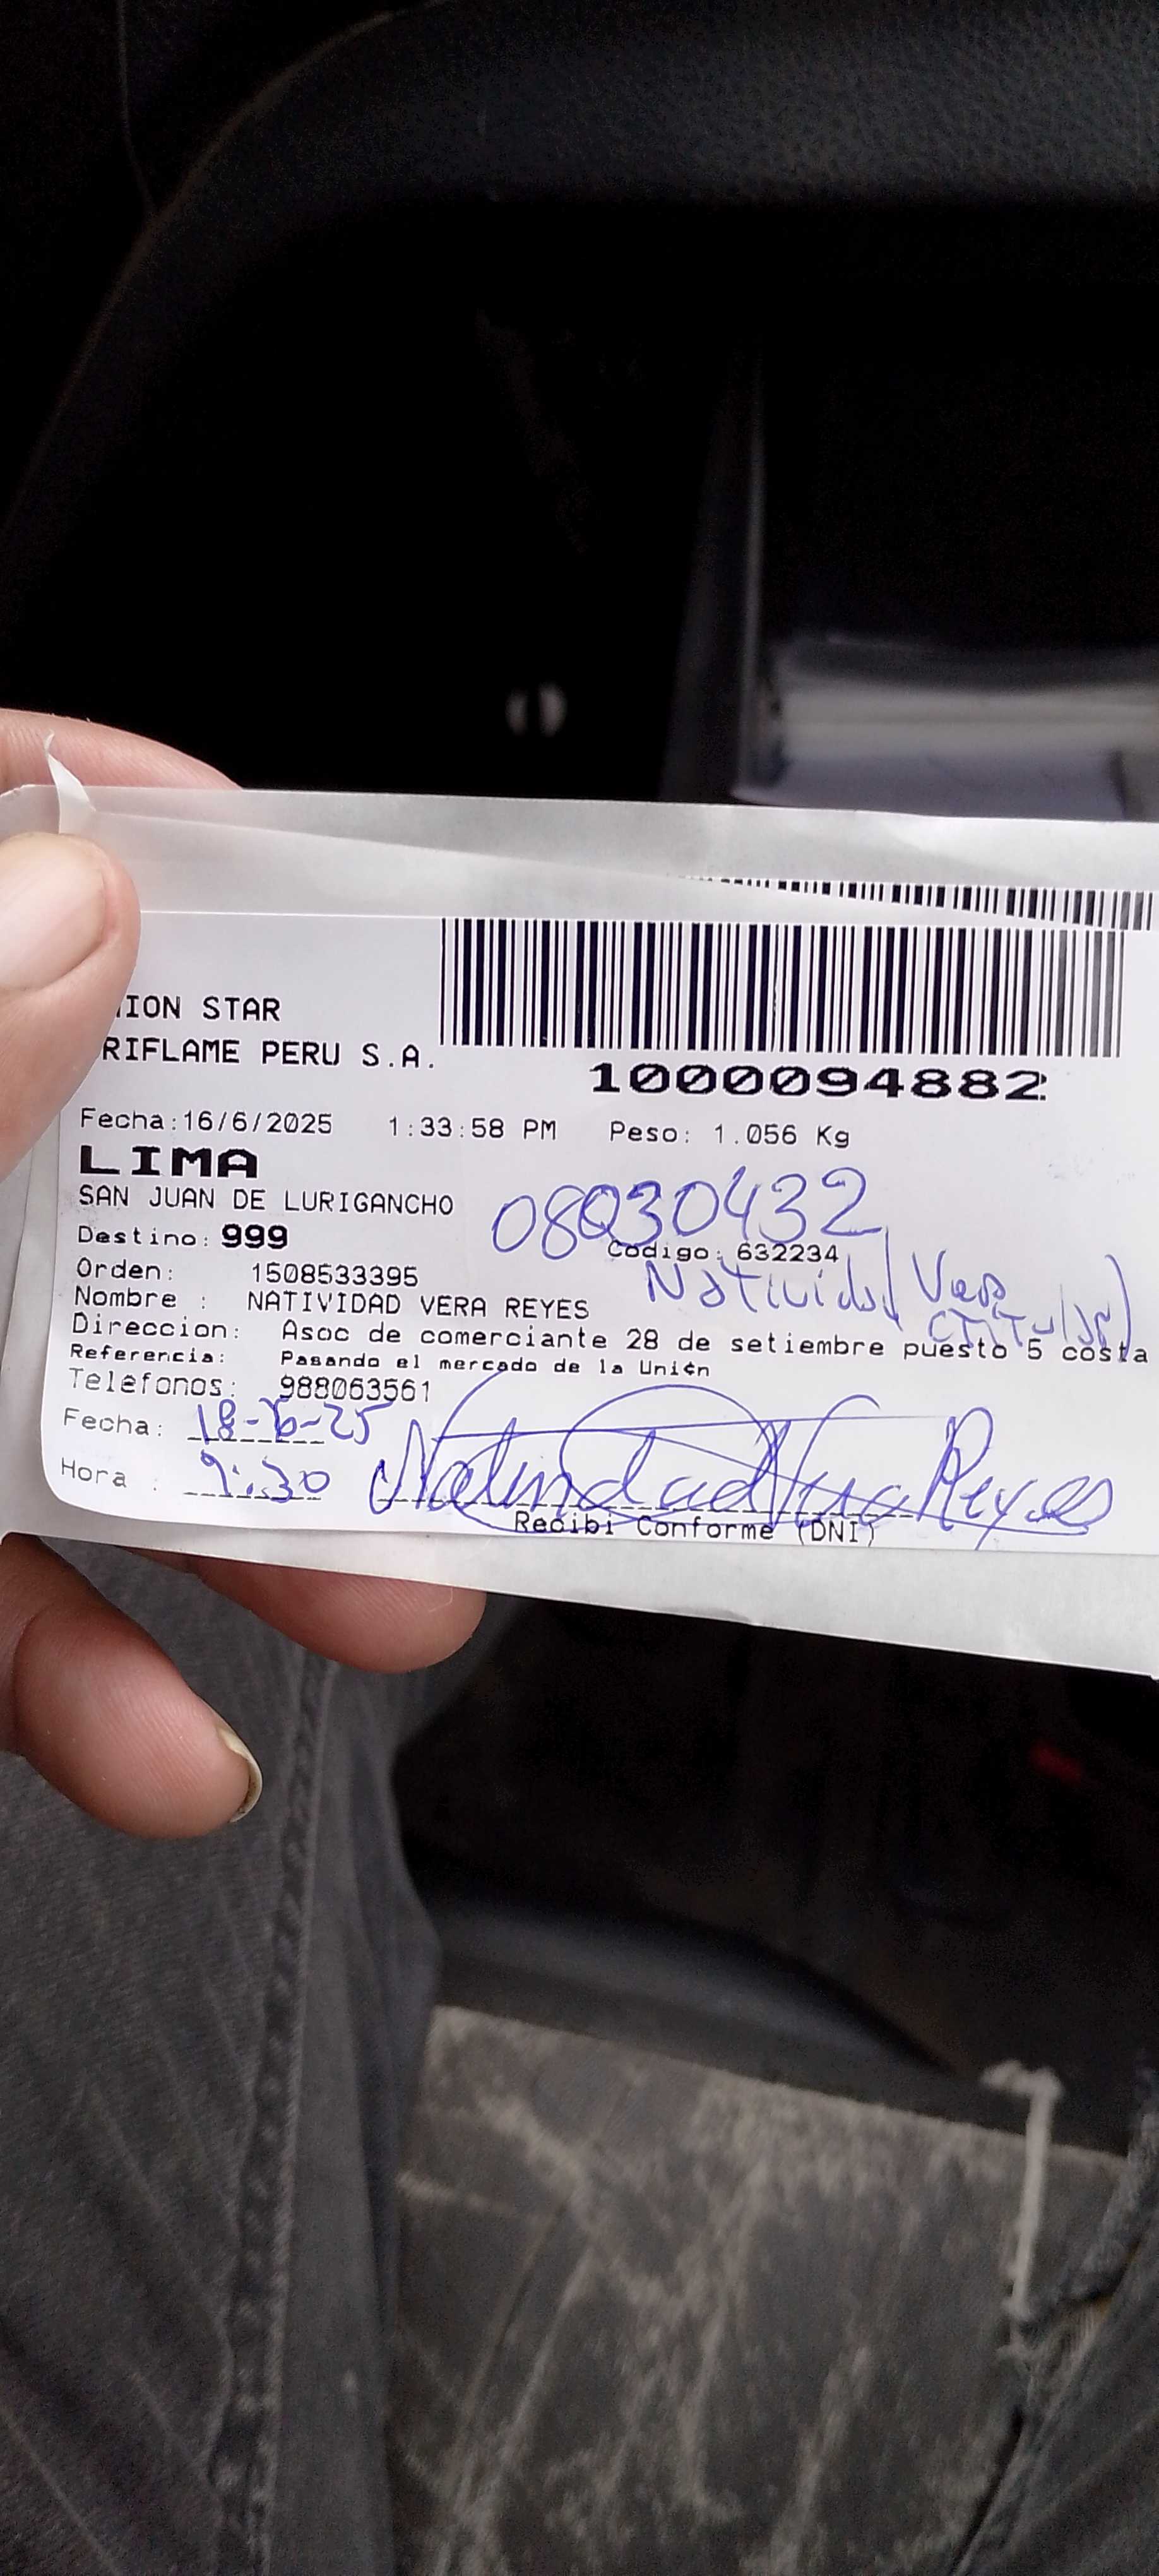 ION STAR
RIFLAME PERU S.A.
1000094882
Fecha:16/6/2025 1:33:58 PM Peso: 1.056 Kg
LIMA
SAN JUAN DE LURIGANCHO
08030432
Destino: 999
Codigo: 632234
Orden: 1508533395
Natividad Vera
(Titular)
Nombre : NATIVIDAD VERA REYES
Direccion: Asoc de comerciante 28 de setiembre puesto 5 costa
Referencia: Pasando el mercado de la Uni¢n
Telefonos: 988063561
Fecha: 18-6-25
Hora : 9:30
Natividad Vera Reyes
Recibi Conforme (DNI)